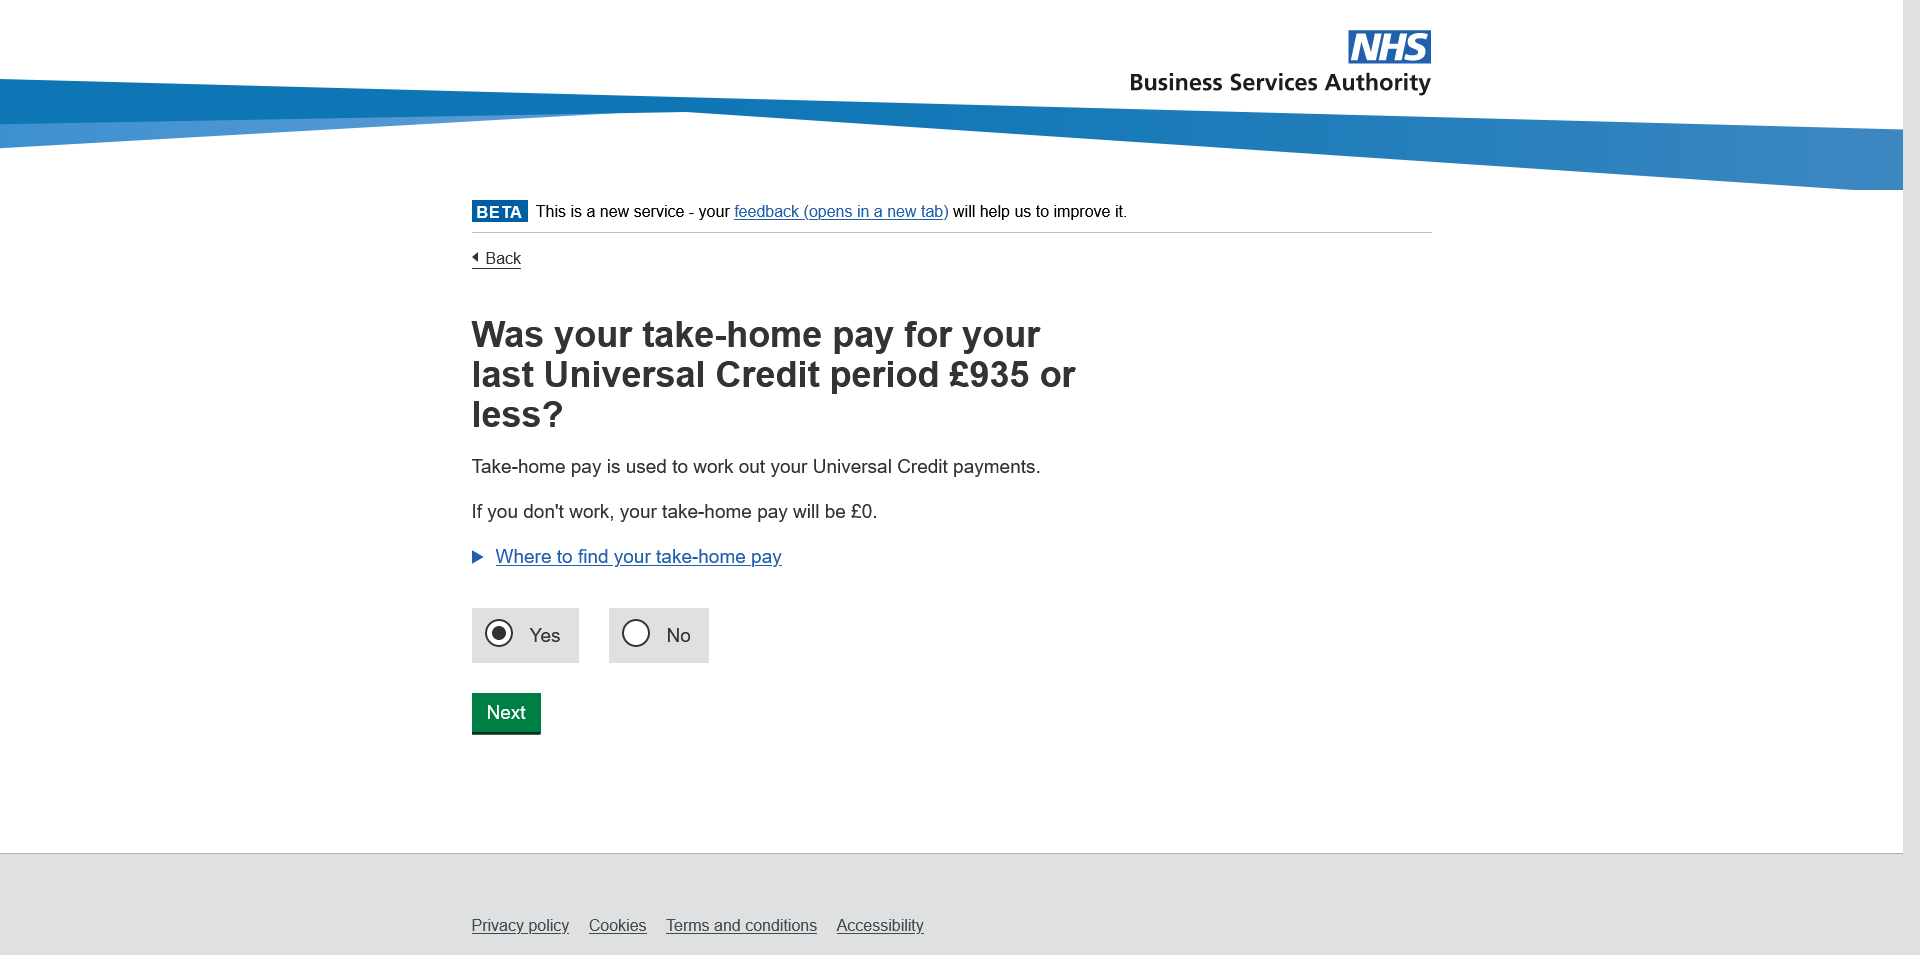 NHS
Business Services Authority
BETA This is a new service - your feedback (opens in a new tab) will help us to improve it.
Back
Was your take-home pay for your
last Universal Credit period £935 or
less?
Take-home pay is used to work out your Universal Credit payments.
If you don't work, your take-home pay will be £0.
Where to find your take-home pay
Yes No
Next
Privacy policy Cookies Terms and conditions Accessibility